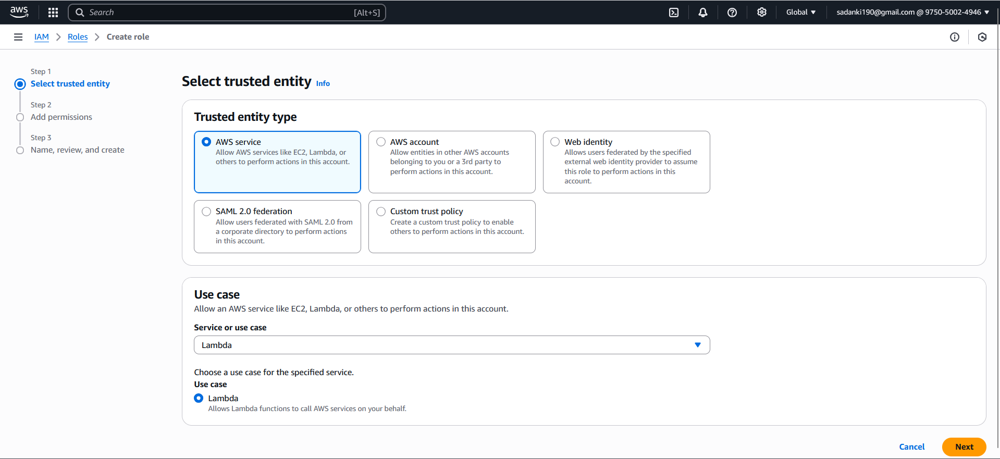 aws
Search [Alt+S]
Global
sadanki190@gmail.com @ 9750-5002-4946
IAM
Roles
Create role
Step 1
Select trusted entity
Step 2
Add permissions
Step 3
Name, review, and create
Select trusted entity Info
Trusted entity type
AWS service
Allow AWS services like EC2, Lambda, or
others to perform actions in this account.
AWS account
Allow entities in other AWS accounts
belonging to you or a 3rd party to
perform actions in this account.
Web identity
Allows users federated by the specified
external web identity provider to assume
this role to perform actions in this
account.
SAML 2.0 federation
Allow users federated with SAML 2.0 from
a corporate directory to perform actions
in this account.
Custom trust policy
Create a custom trust policy to enable
others to perform actions in this account.
Use case
Allow an AWS service like EC2, Lambda, or others to perform actions in this account.
Service or use case
Lambda
Choose a use case for the specified service.
Use case
Lambda
Allows Lambda functions to call AWS services on your behalf.
Cancel
Next